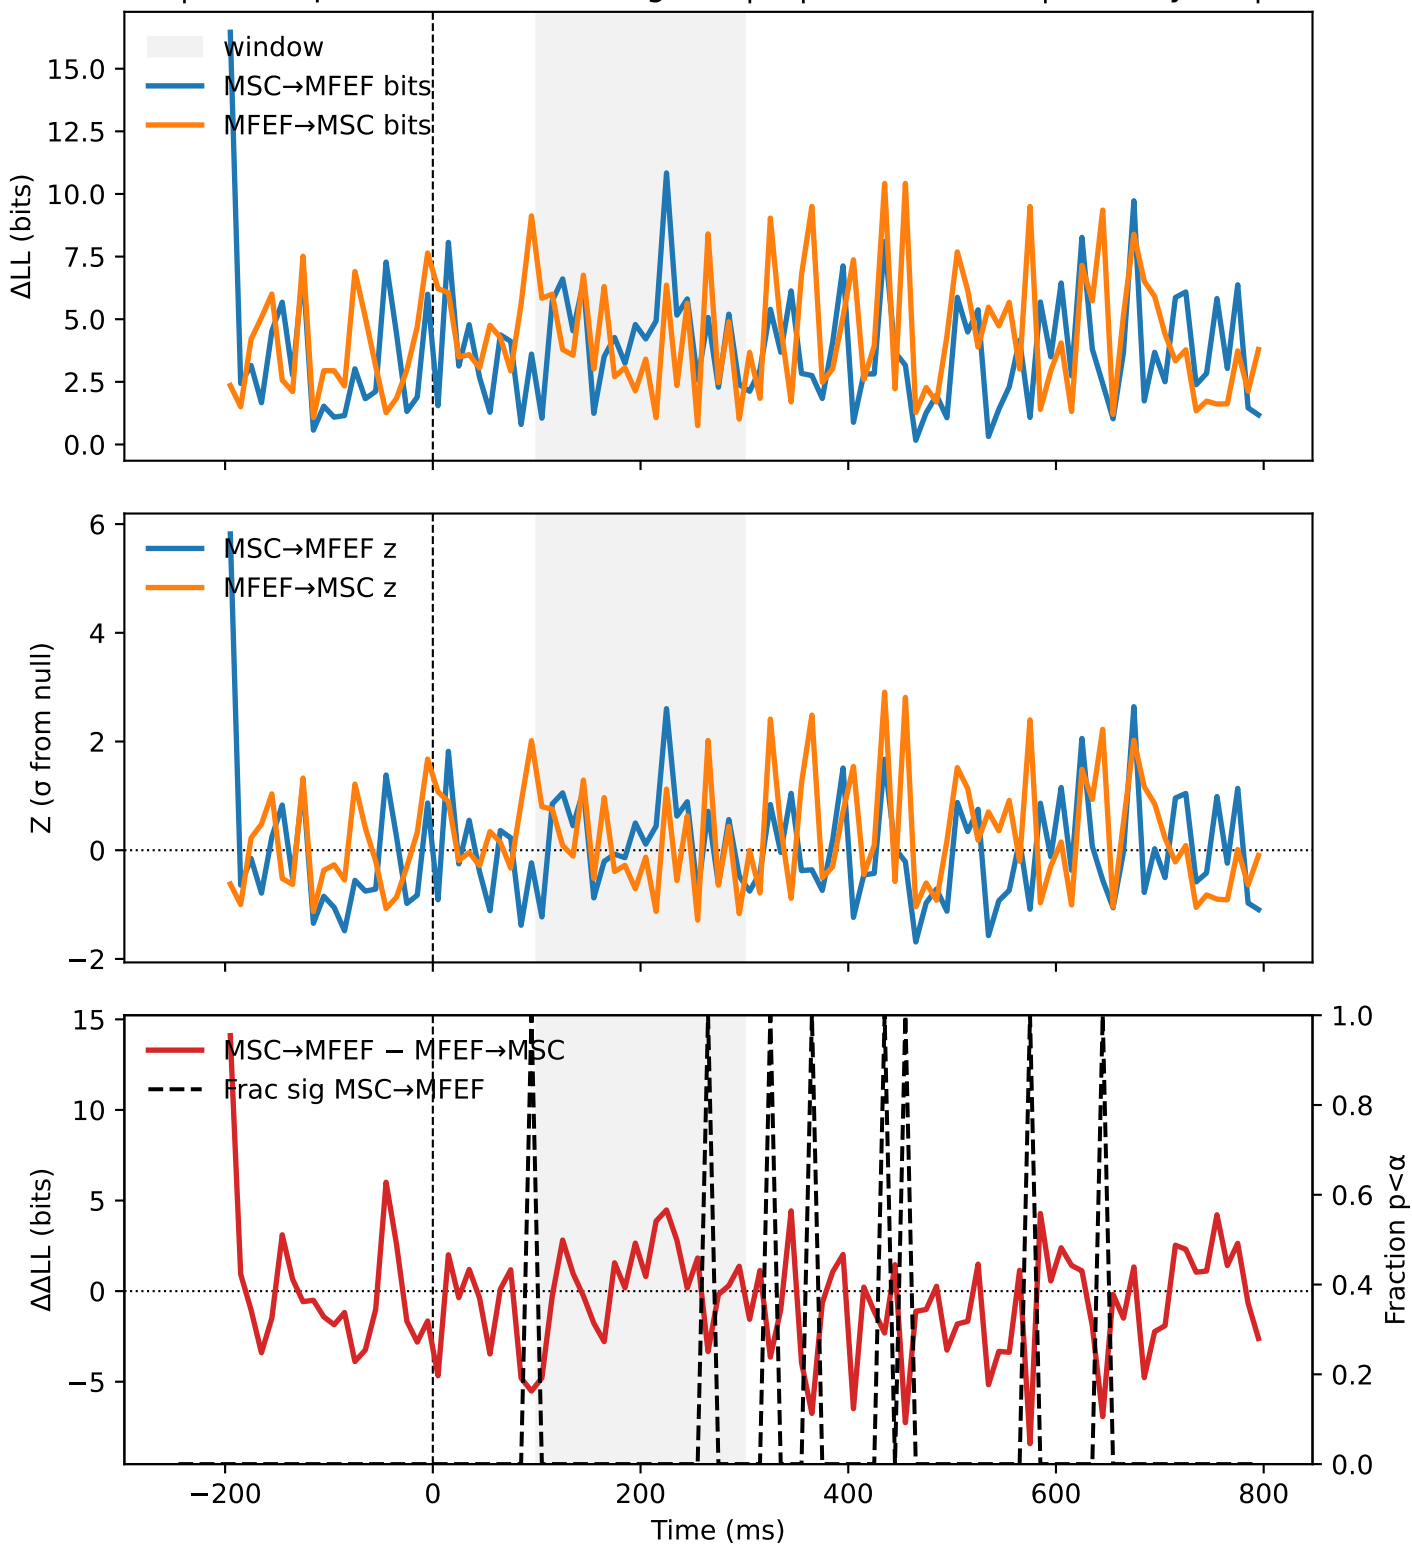 window
MSC→MFEF bits
MFEF→MSC bits
15.0
12.5
10.0
7.5
5.0
2.5
0.0
ΔLL (bits)
MSC→MFEF z
MFEF→MSC z
6
4
2
0
−2
Z (σ from null)
MSC→MFEF − MFEF→MSC
Frac sig MSC→MFEF
15
10
5
0
−5
ΔΔLL (bits)
1.0
0.8
0.6
0.4
0.2
0.0
Fraction p<α
−200 0 200 400 600 800
Time (ms)